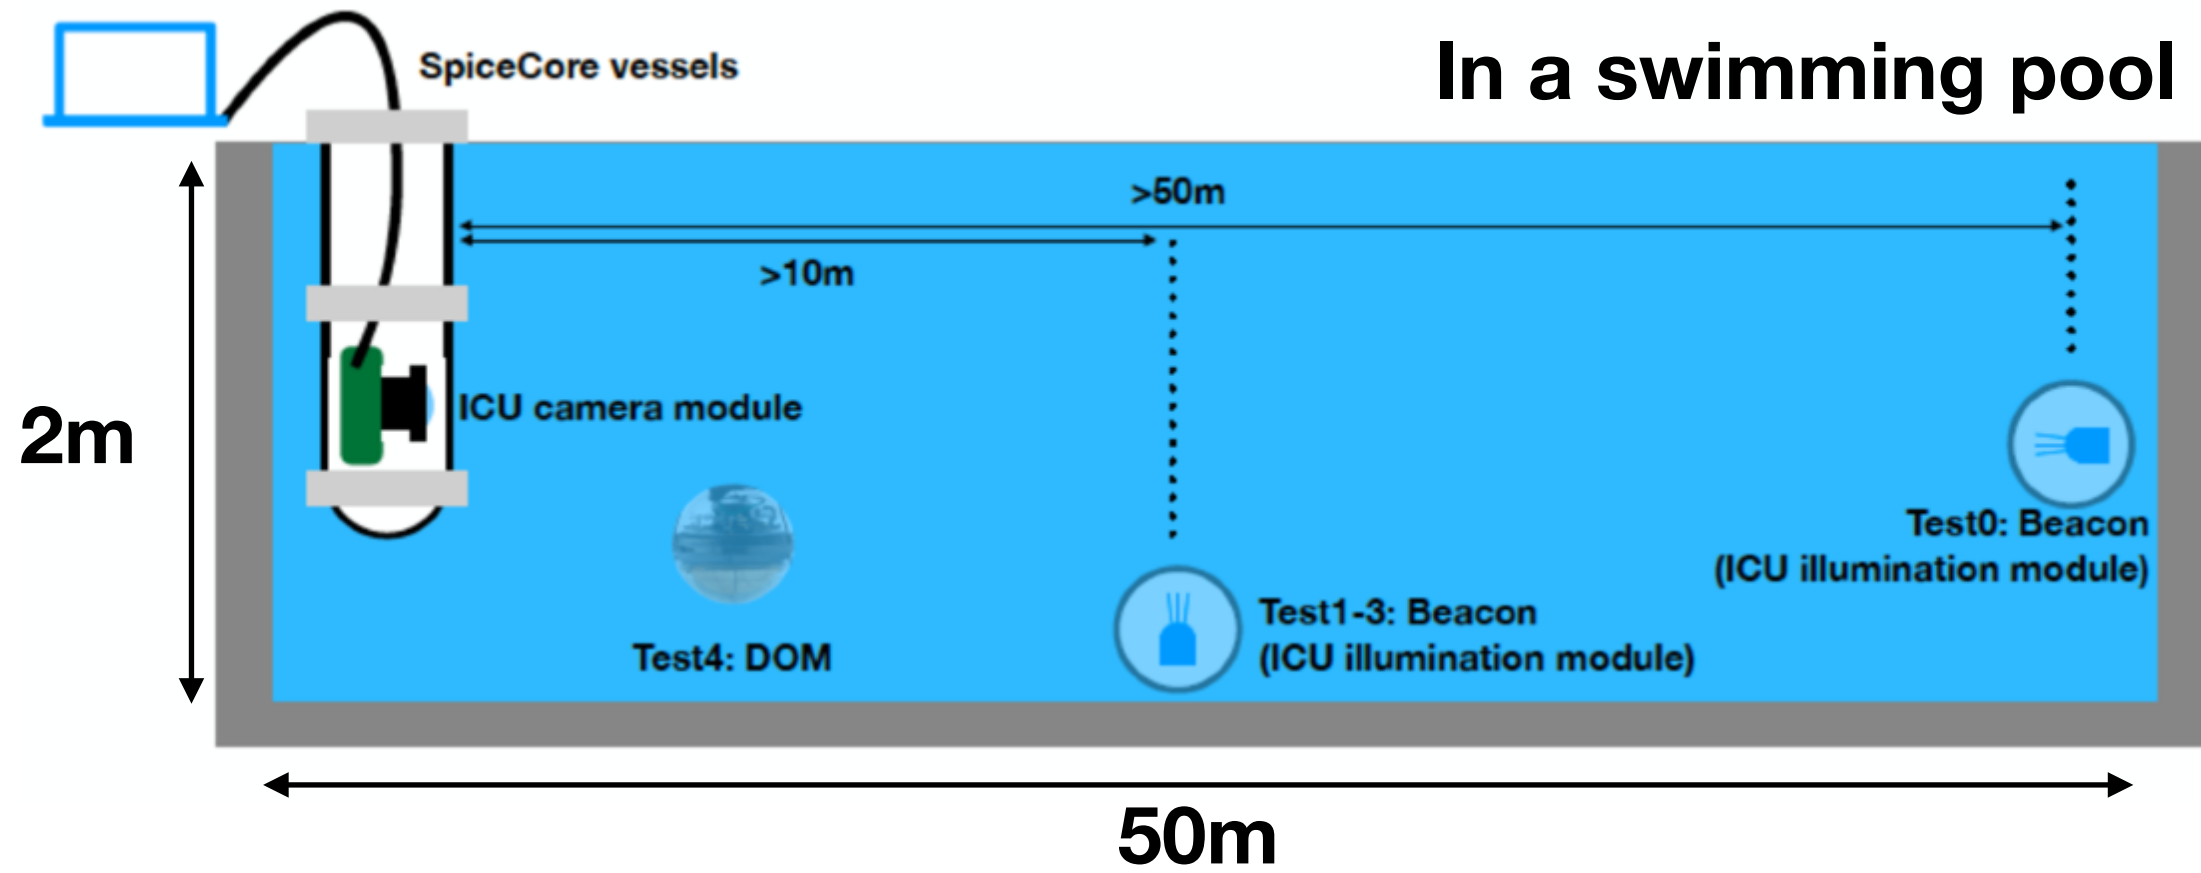 SpiceCore vessels
In a swimming pool
>50m
>10m
ICU camera module
2m
Test0: Beacon
(ICU illumination module)
Test1-3: Beacon
(ICU illumination module)
Test4: DOM
50m